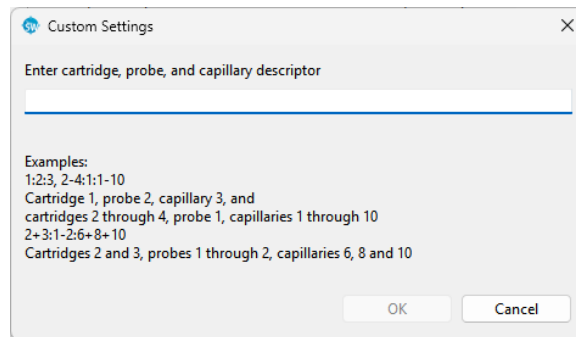 SW Custom Settings
Enter cartridge, probe, and capillary descriptor
Examples:
1:2:3, 2-4:1:1-10
Cartridge 1, probe 2, capillary 3, and
cartridges 2 through 4, probe 1, capillaries 1 through 10
2+3:1-2:6+8+10
Cartridges 2 and 3, probes 1 through 2, capillaries 6, 8 and 10
OK Cancel